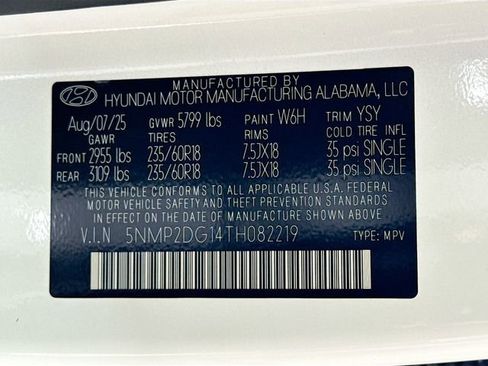 MANUFACTURED BY
HYUNDAI MOTOR MANUFACTURING ALABAMA, LLC
Aug/07/25 GVWR 5799 lbs PAINT W6H TRIM YSY
GAWR TIRES RIMS COLD TIRE INFL
FRONT 2955 lbs 235/60R18 7.5JX18 35 psi SINGLE
REAR 3109 lbs 235/60R18 7.5JX18 35 psi SINGLE
THIS VEHICLE CONFORMS TO ALL APPLICABLE U.S.A. FEDERAL
MOTOR VEHICLE SAFETY AND THEFT PREVENTION STANDARDS
IN EFFECT ON THE DATE OF MANUFACTURE SHOWN ABOVE.
V.I.N 5NMP2DG14TH082219 TYPE: MPV